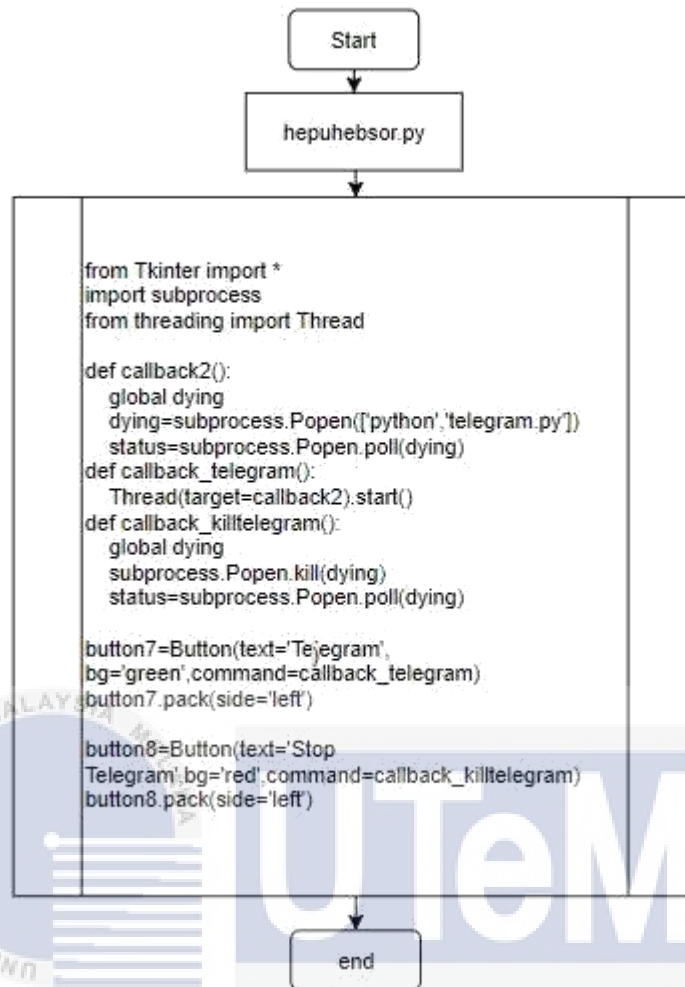 Start
hepuhebsor.py
from Tkinter import *
import subprocess
from threading import Thread
def callback2():
global dying
dying=subprocess.Popen(['python','telegram.py'])
status=subprocess.Popen.poll(dying)
def callback_telegram():
Thread(target=callback2).start()
def callback_killtelegram():
global dying
subprocess.Popen.kill(dying)
status=subprocess.Popen.poll(dying)
button7=Button(text='Tejegram',
bg='green',command=callback_telegram)
button7.pack(side='left')
button8=Button(text='Stop
Telegram',bg='red',command=callback_killtelegram)
button8.pack(side='left')
UTeM
end